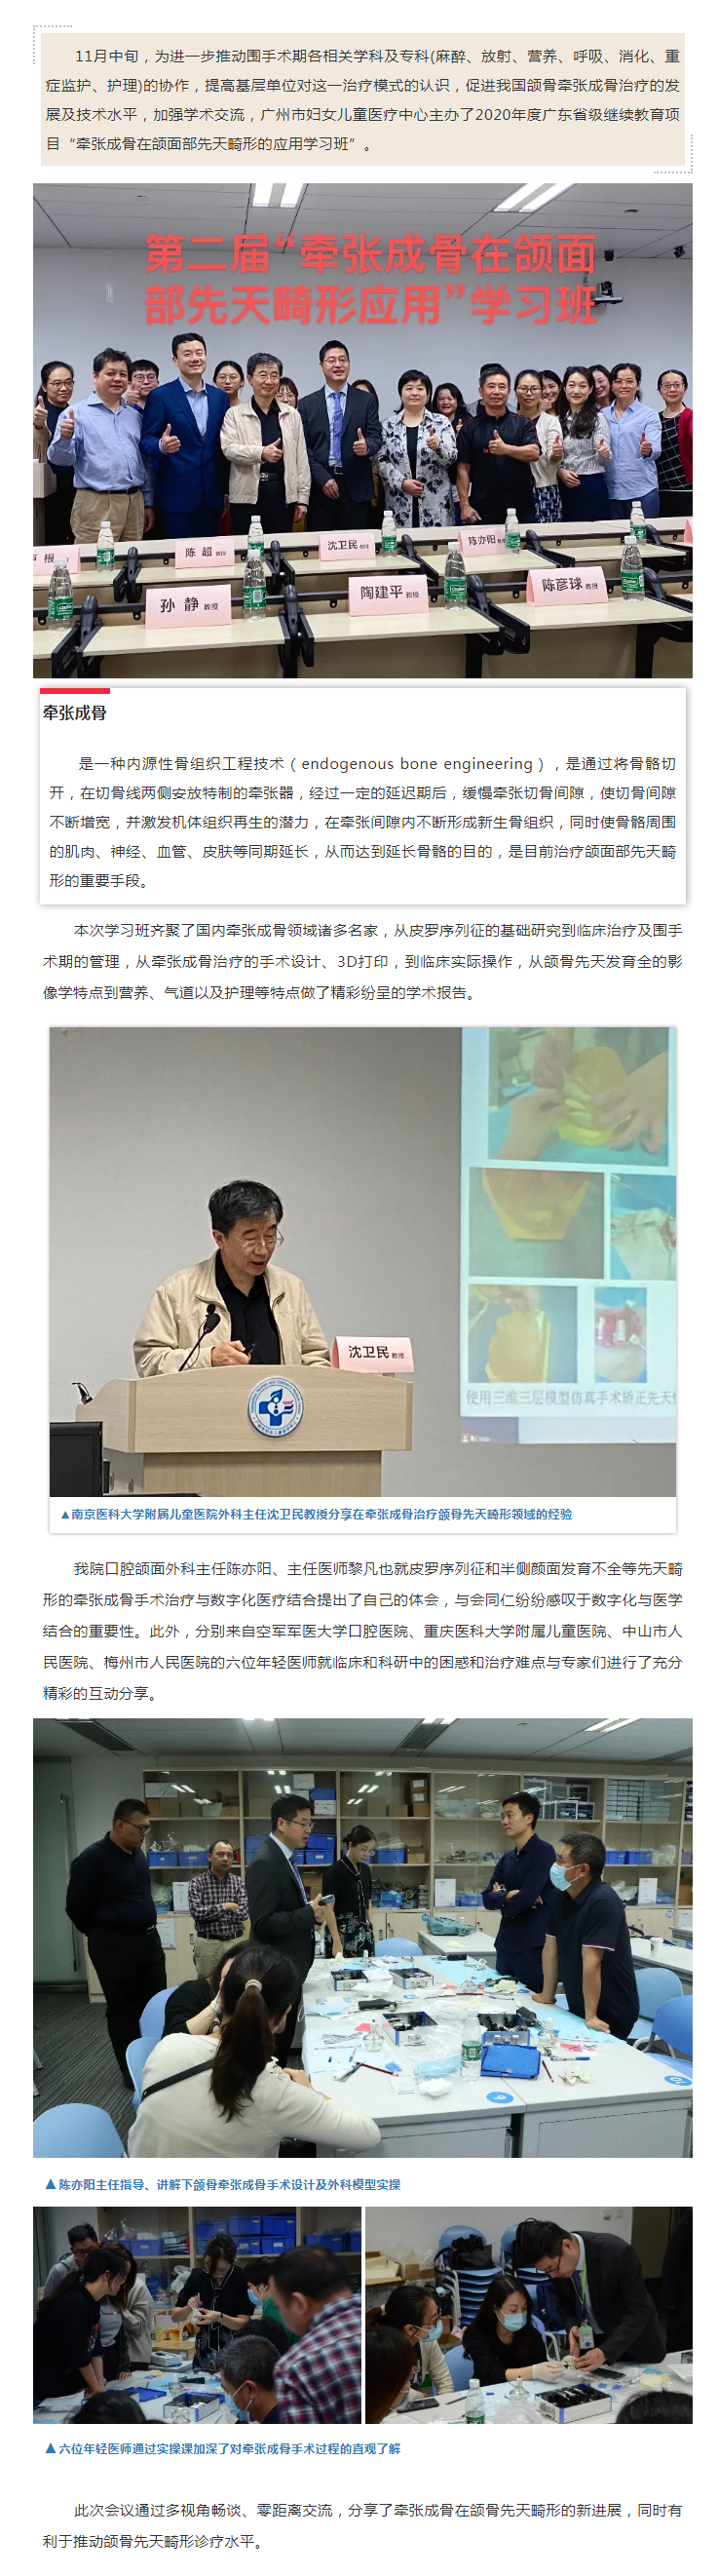 11月中旬，为进一步推动围手术期各相关学科及专科(麻醉、放射、营养、呼吸、消化、重
症监护、护理)的协作，提高基层单位对这一治疗模式的认识，促进我国颌骨牵张成骨治疗的发
展及技术水平，加强学术交流，广州市妇女儿童医疗中心主办了2020年度广东省级继续教育项
目“牵张成骨在颌面部先天畸形的应用学习班”。
第二届“牵张成骨在颌面
部先天畸形应用”学习班
根
陈 超 教授
沈卫民 教授
陈亦阳
孙 静 教授
陶建平 教授
陈彦球 教授
牵张成骨
是一种内源性骨组织工程技术（endogenous bone engineering），是通过将骨骼切
开，在切骨线两侧安放特制的牵张器，经过一定的延迟期后，缓慢牵张切骨间隙，使切骨间隙
不断增宽，并激发机体组织再生的潜力，在牵张间隙内不断形成新生骨组织，同时使骨骼周围
的肌肉、神经、血管、皮肤等同期延长，从而达到延长骨骼的目的，是目前治疗颌面部先天畸
形的重要手段。
本次学习班齐聚了国内牵张成骨领域诸多名家，从皮罗序列征的基础研究到临床治疗及围手
术期的管理，从牵张成骨治疗的手术设计、3D打印，到临床实际操作，从颌骨先天发育全的影
像学特点到营养、气道以及护理等特点做了精彩纷呈的学术报告。
沈卫民 教授
使用三维三层模型仿真手术矫正先天
▲南京医科大学附属儿童医院外科主任沈卫民教授分享在牵张成骨治疗颌骨先天畸形领域的经验
我院口腔颌面外科主任陈亦阳、主任医师黎凡也就皮罗序列征和半侧颜面发育不全等先天畸
形的牵张成骨手术治疗与数字化医疗结合提出了自己的体会，与会同仁纷纷感叹于数字化与医学
结合的重要性。此外，分别来自空军军医大学口腔医院、重庆医科大学附属儿童医院、中山市人
民医院、梅州市人民医院的六位年轻医师就临床和科研中的困惑和治疗难点与专家们进行了充分
精彩的互动分享。
▲陈亦阳主任指导、讲解下颌骨牵张成骨手术设计及外科模型实操
▲六位年轻医师通过实操课加深了对牵张成骨手术过程的直观了解
此次会议通过多视角畅谈、零距离交流，分享了牵张成骨在颌骨先天畸形的新进展，同时有
利于推动颌骨先天畸形诊疗水平。